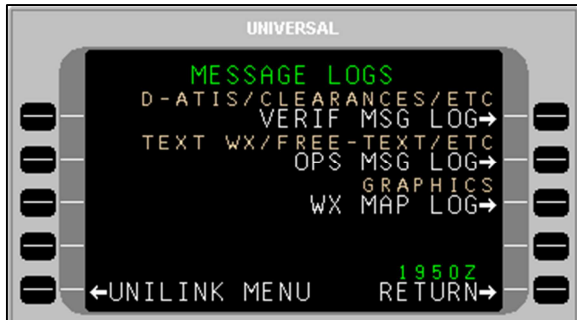 UNIVERSAL
MESSAGE LOGS
D-ATIS/CLEARANCES/ETC
VERIF MSG LOG→
TEXT WX/FREE-TEXT/ETC
OPS MSG LOG→
GRAPHICS
WX MAP LOG→
1950Z
←UNILINK MENU RETURN→